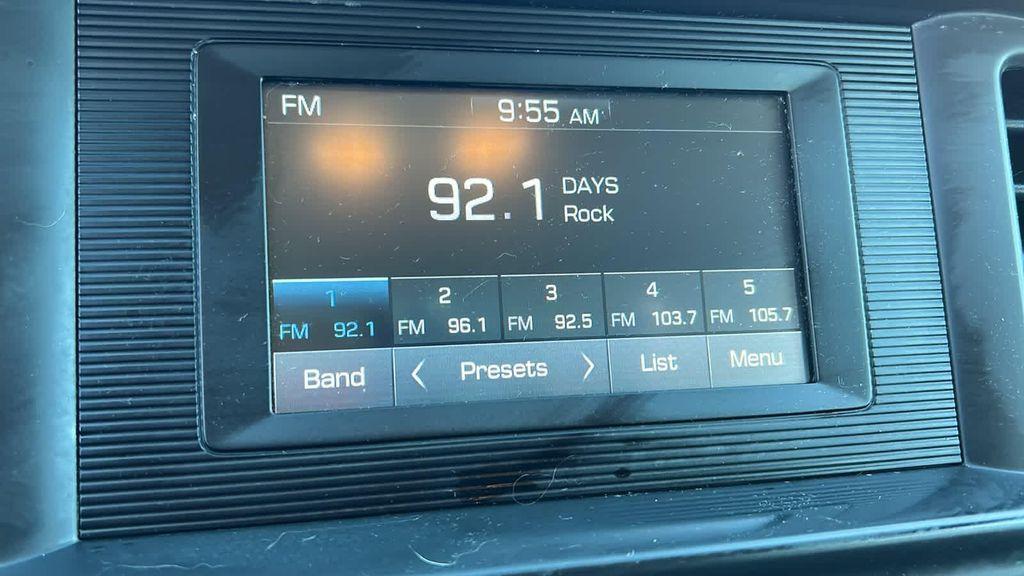 FM 9:55 AM
92.1 DAYS
Rock
1 2 3 4 5
FM 92.1 FM 96.1 FM 92.5 FM 103.7 FM 105.7
Band < Presets > List Menu